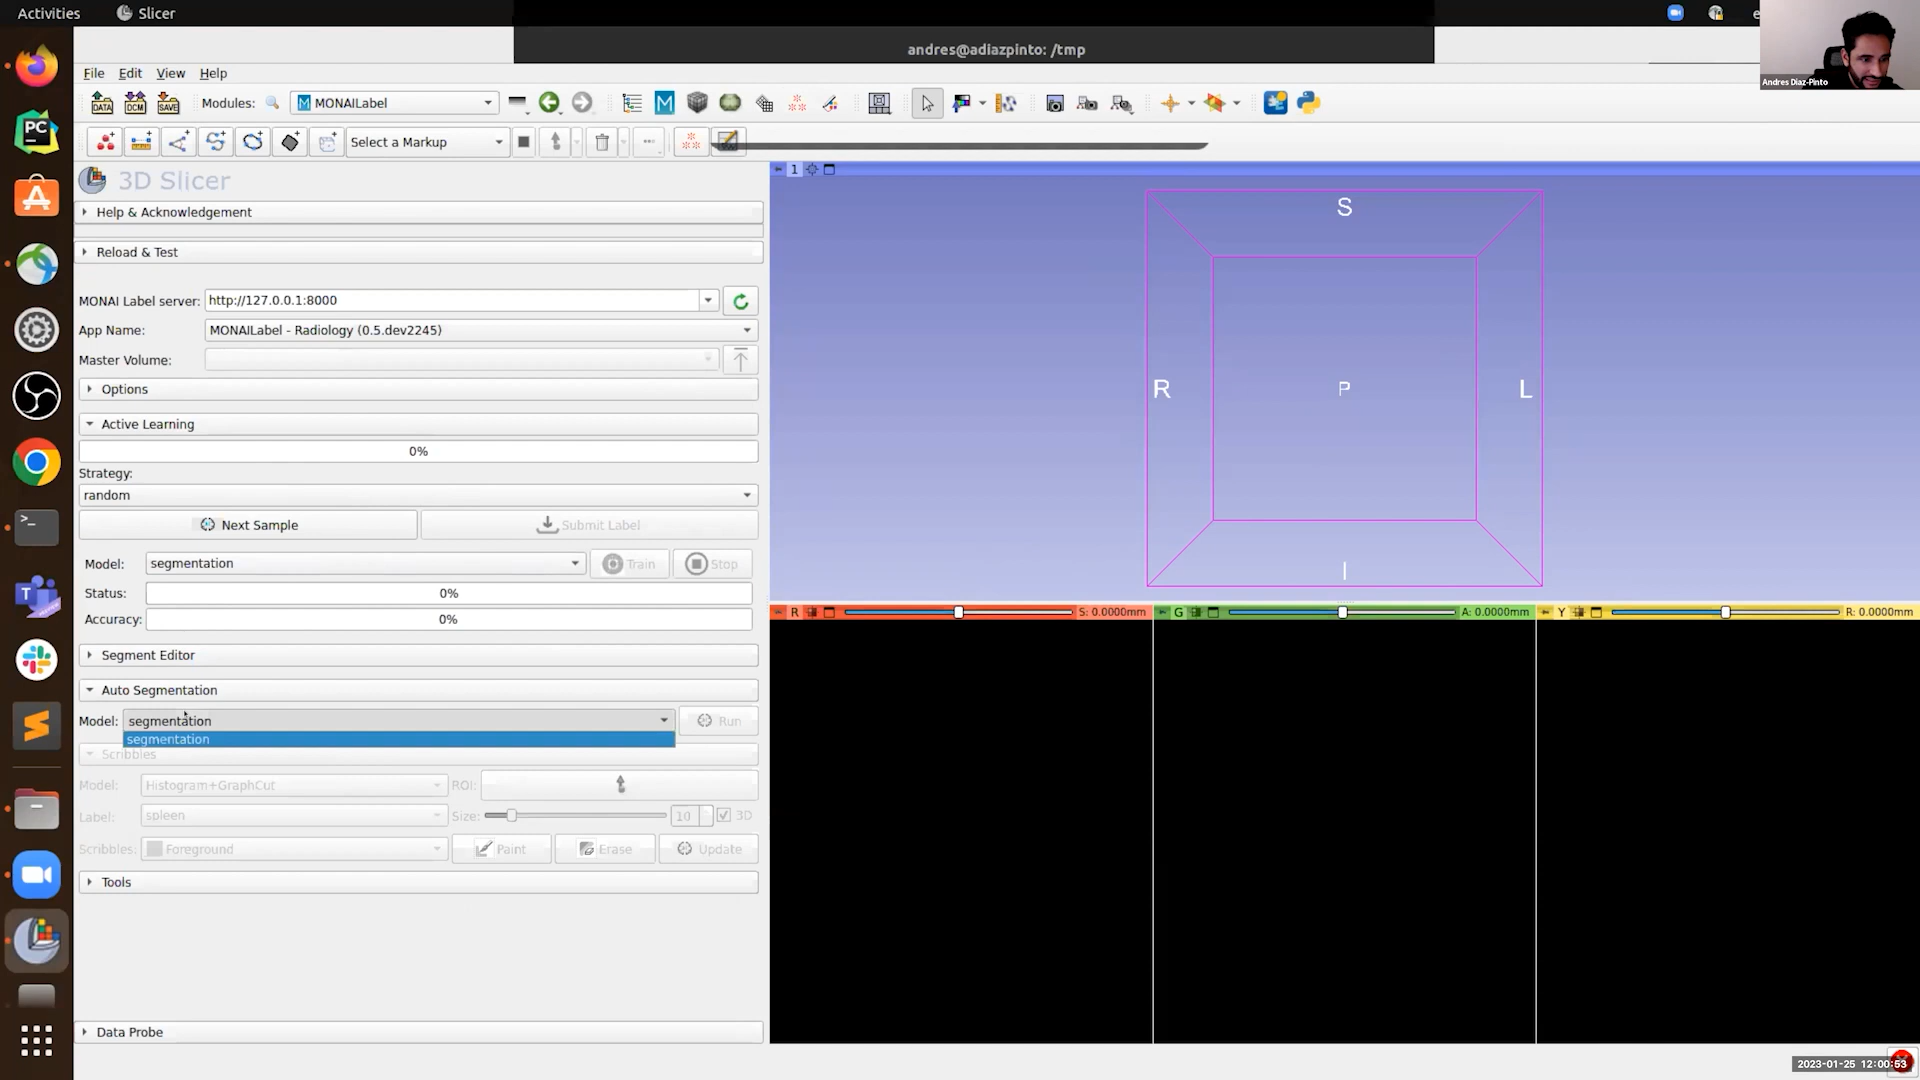 Activities Slicer
andres@adiazpinto: /tmp
Andres Diaz-Pinto
File Edit View Help
DATA DCM SAVE Modules: MONAILabel
Select a Markup
3D Slicer
Help & Acknowledgement
Reload & Test
MONAI Label server: http://127.0.0.1:8000
App Name: MONAILabel - Radiology (0.5.dev2245)
Master Volume:
Options
Active Learning
0%
Strategy:
random
Next Sample Submit Label
Model: segmentation Train Stop
Status: 0%
Accuracy: 0%
Segment Editor
Auto Segmentation
Model: segmentation Run
segmentation
Scribbles
Model: Histogram+GraphCut ROI:
Label: spleen Size: 10 3D
Scribbles: Foreground Paint Erase Update
Tools
Data Probe
1
S
R P L
I
R S: 0.0000mm G A: 0.0000mm Y R: 0.0000mm
2023-01-25 12:00:53